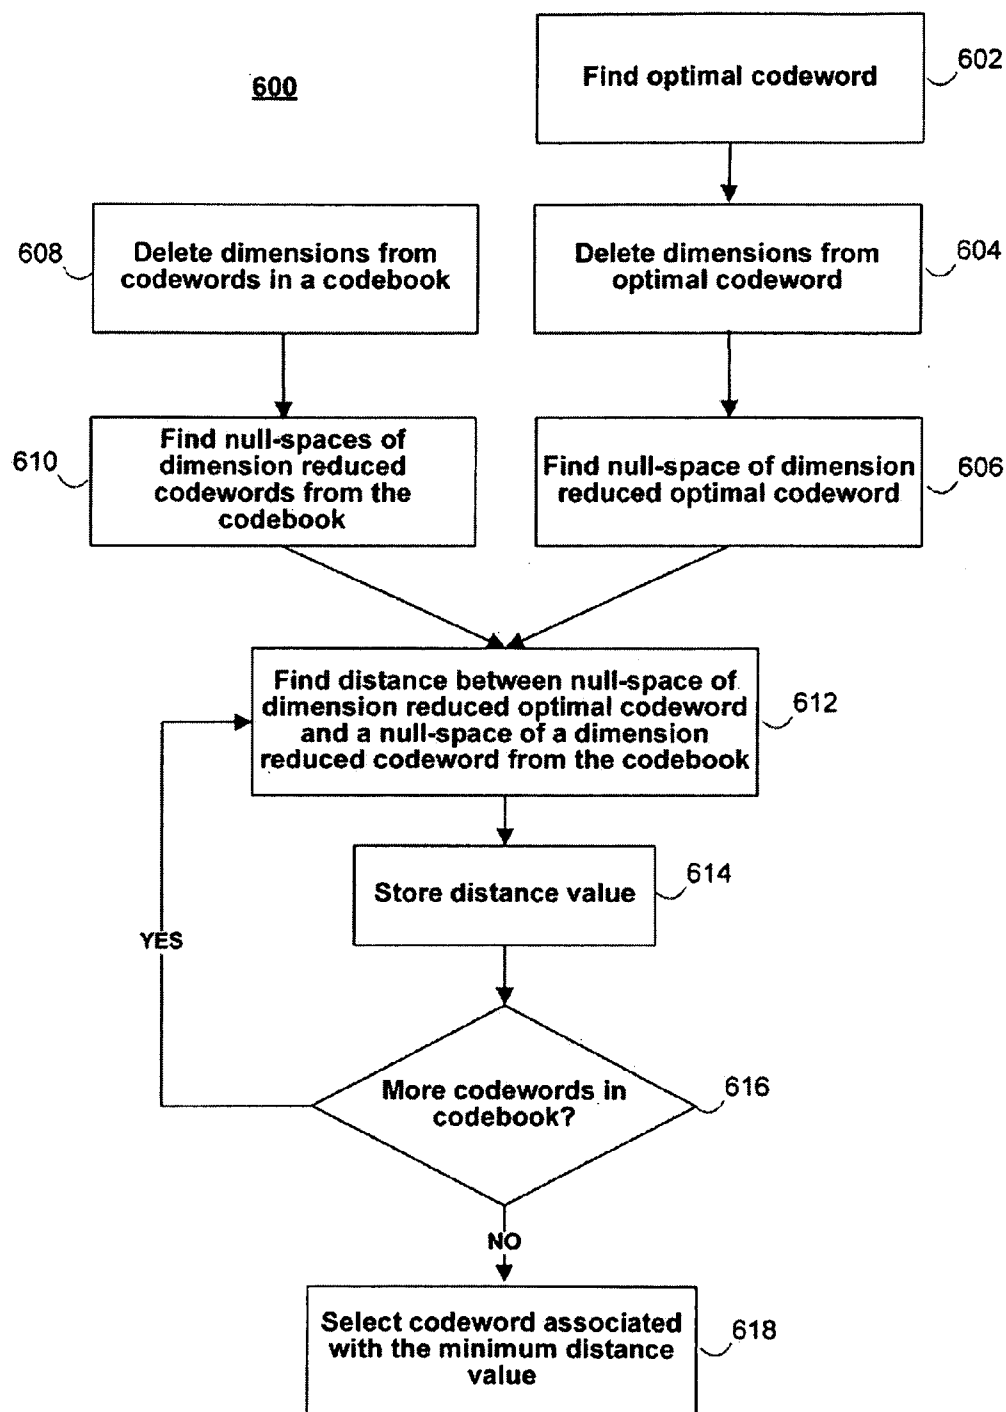 600
Find optimal codeword
602
Delete dimensions from
codewords in a codebook
608
Delete dimensions from
optimal codeword
604
Find null-spaces of
dimension reduced
codewords from the
codebook
610
Find null-space of dimension
reduced optimal codeword
606
Find distance between null-space of
dimension reduced optimal codeword
and a null-space of a dimension
reduced codeword from the codebook
612
Store distance value
614
YES
More codewords in
codebook?
616
NO
Select codeword associated
with the minimum distance
value
618